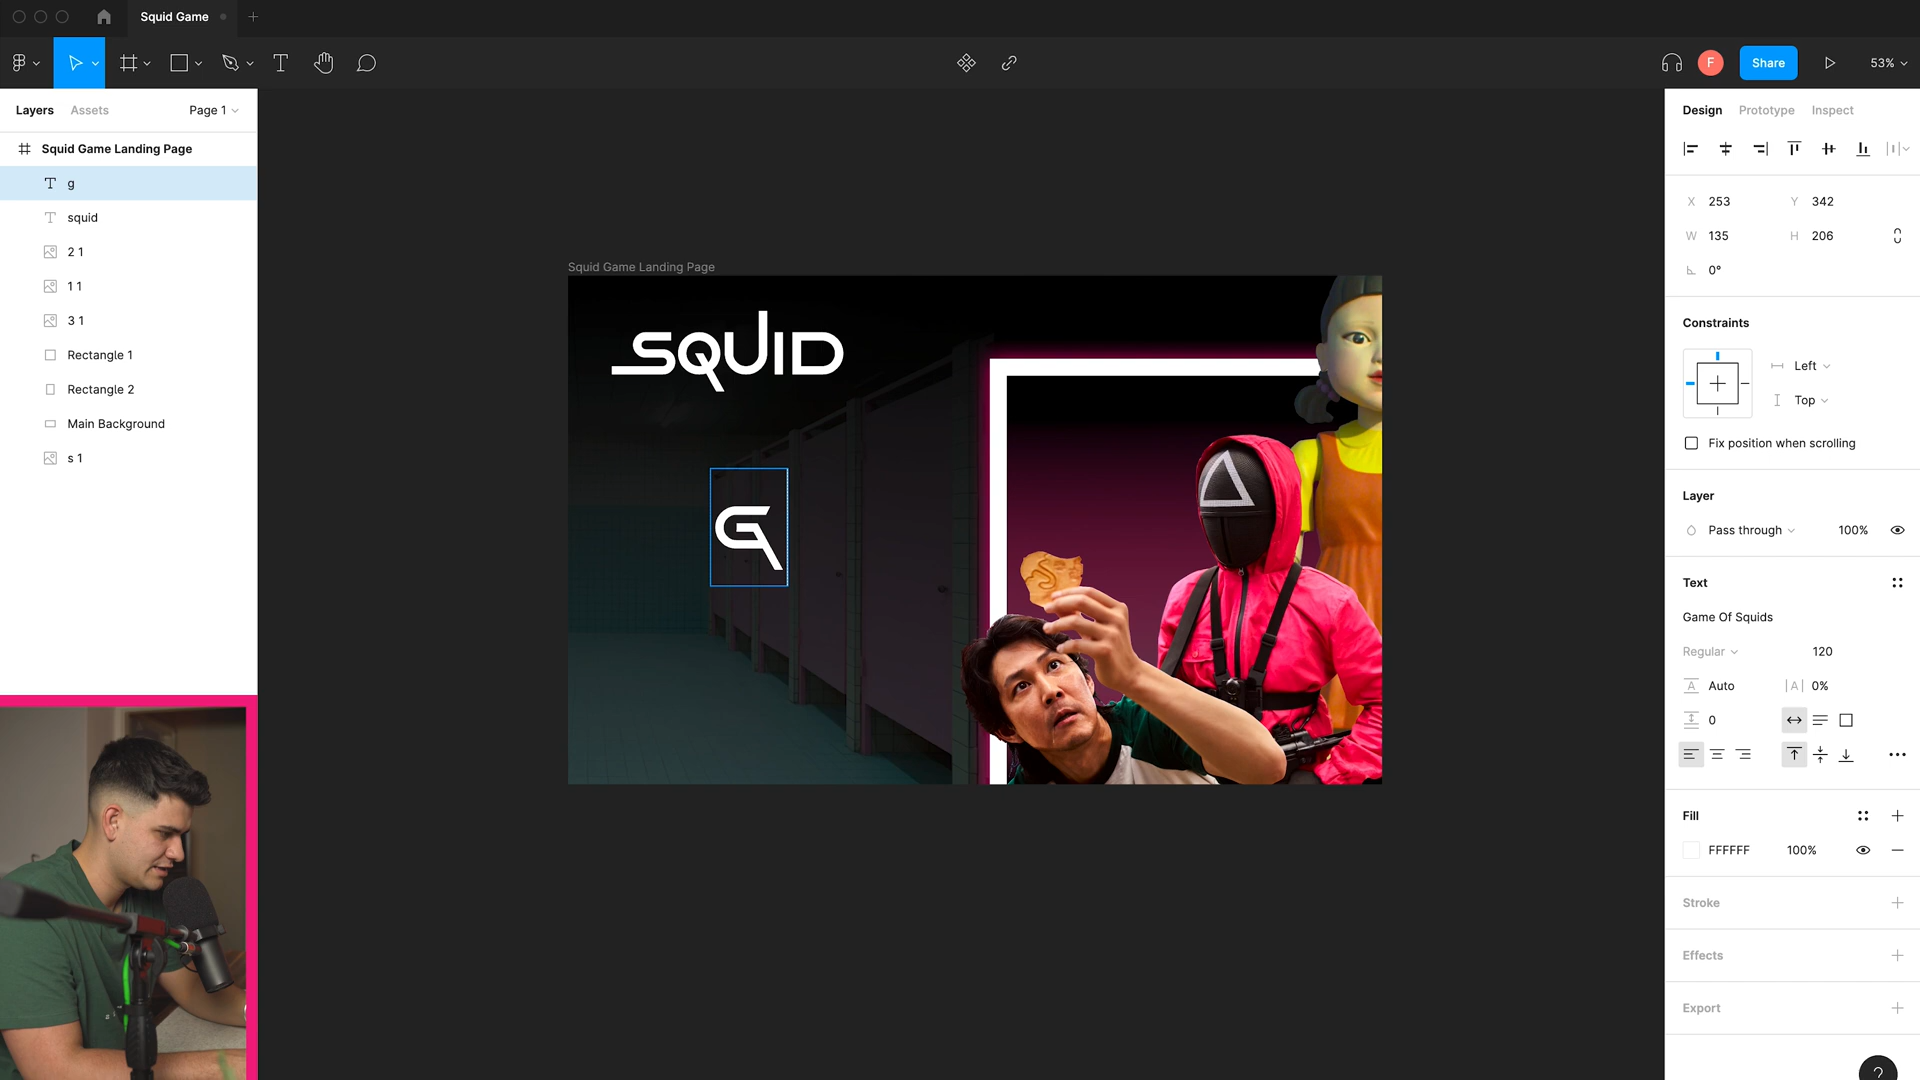 Squid Game
F
Share
53%
Layers
Assets
Page 1
Design
Prototype
Inspect
Squid Game Landing Page
g
squid
2 1
1 1
3 1
Rectangle 1
Rectangle 2
Main Background
s 1
Squid Game Landing Page
SQUID
G
X 253
Y 342
W 135
H 206
0°
Constraints
Left
Top
Fix position when scrolling
Layer
Pass through
100%
Text
Game Of Squids
Regular
120
A Auto
|A| 0%
0
Fill
FFFFFF
100%
Stroke
Effects
Export
?